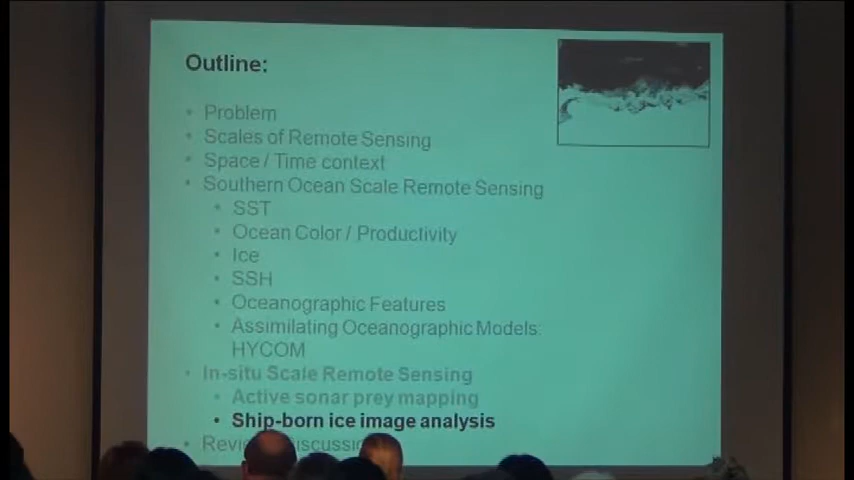 Outline:
• Problem
• Scales of Remote Sensing
• Space / Time context
• Southern Ocean Scale Remote Sensing
• SST
• Ocean Color / Productivity
• Ice
• SSH
• Oceanographic Features
• Assimilating Oceanographic Models:
HYCOM
• In-situ Scale Remote Sensing
• Active sonar prey mapping
• Ship-born ice image analysis